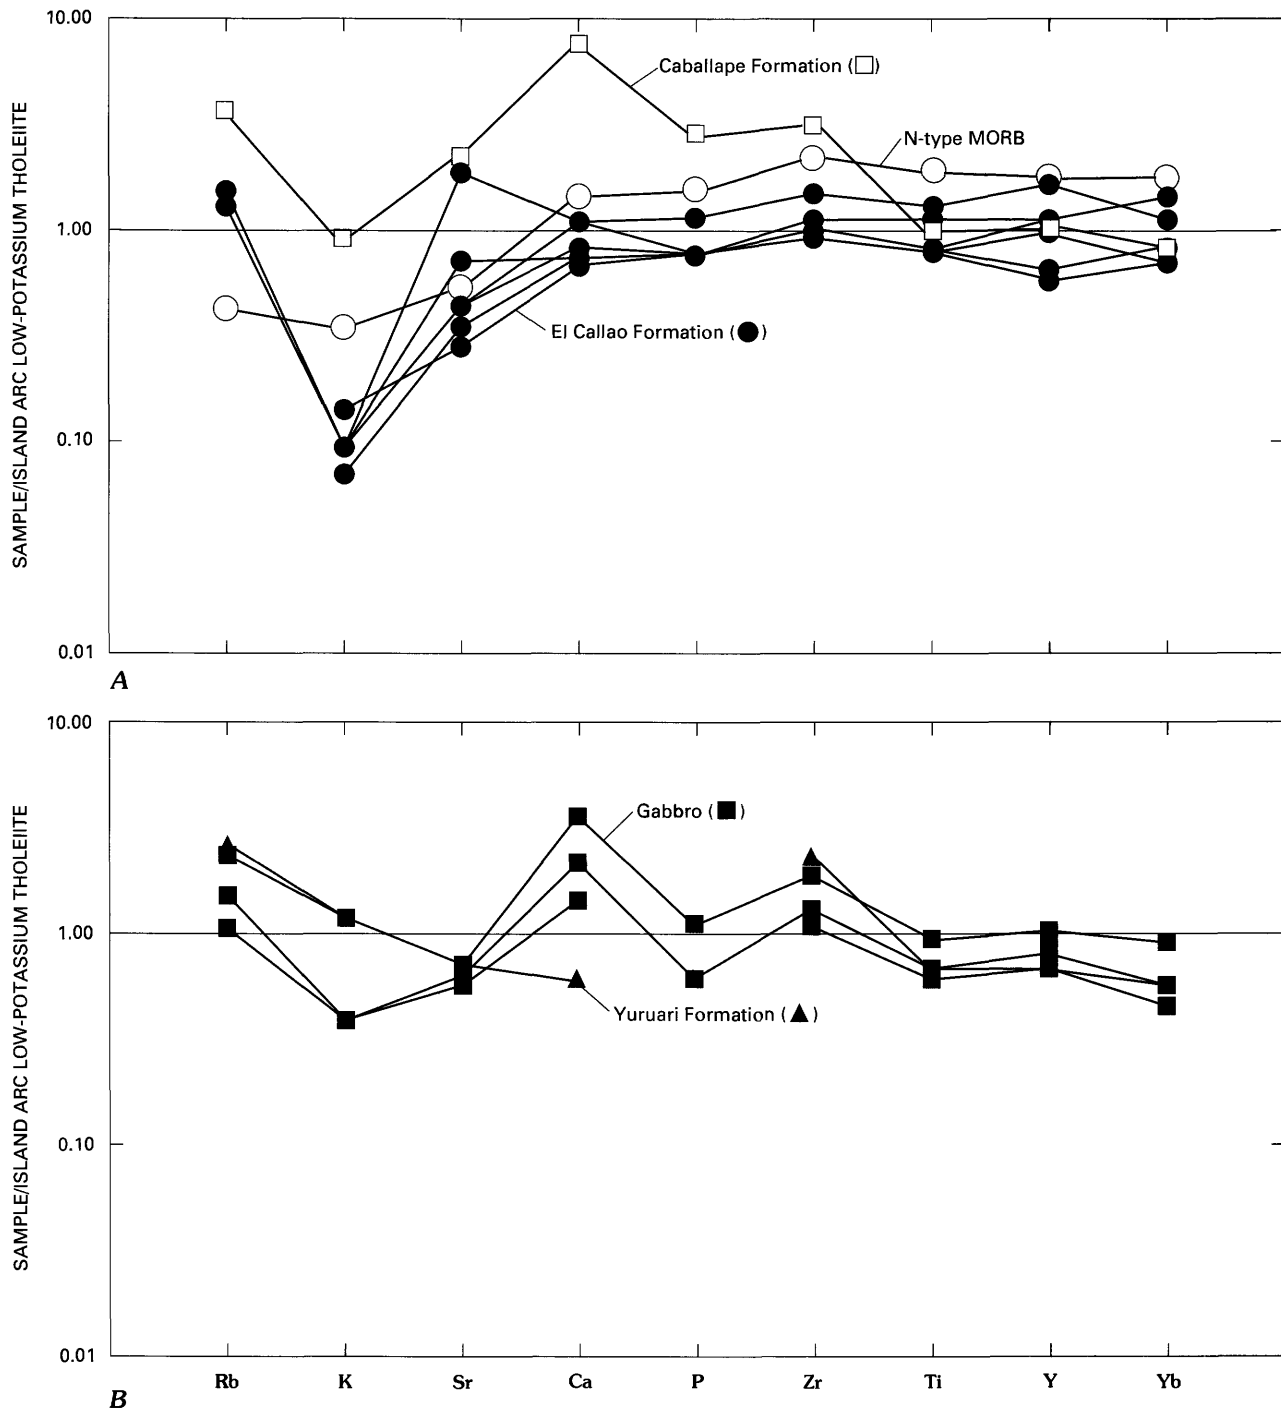 10.00
Caballape Formation (□)
N-type MORB
1.00
El Callao Formation (●)
0.10
0.01
SAMPLE/ISLAND ARC LOW-POTASSIUM THOLEIITE
A
10.00
Gabbro (■)
1.00
Yuruari Formation (▲)
0.10
0.01
SAMPLE/ISLAND ARC LOW-POTASSIUM THOLEIITE
Rb K Sr Ca P Zr Ti Y Yb
B